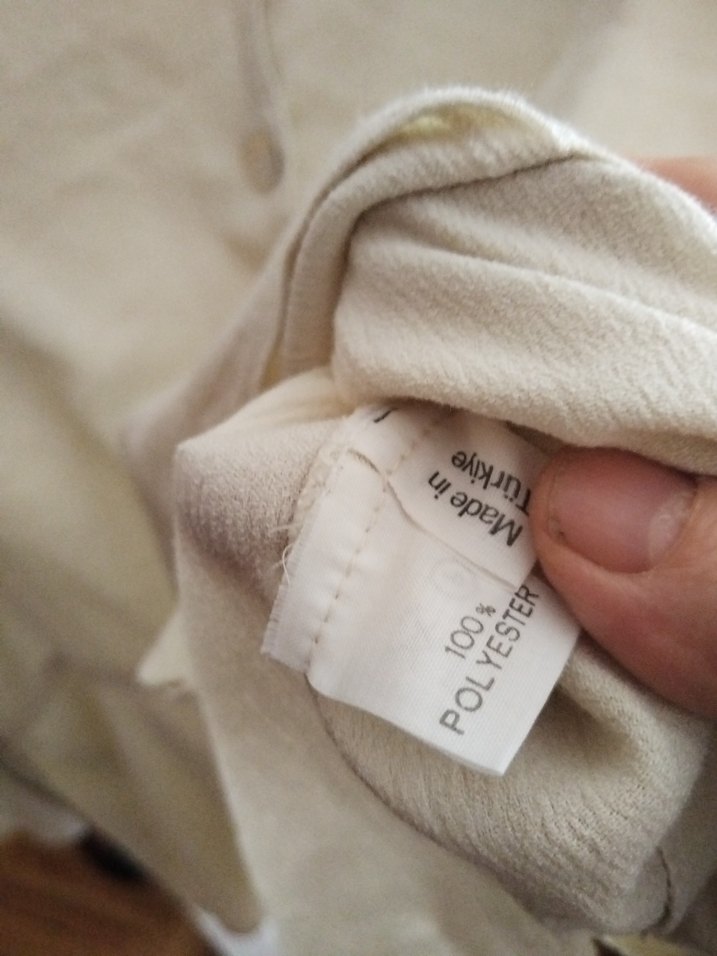 Made in
Türkiye
100%
POLYESTER